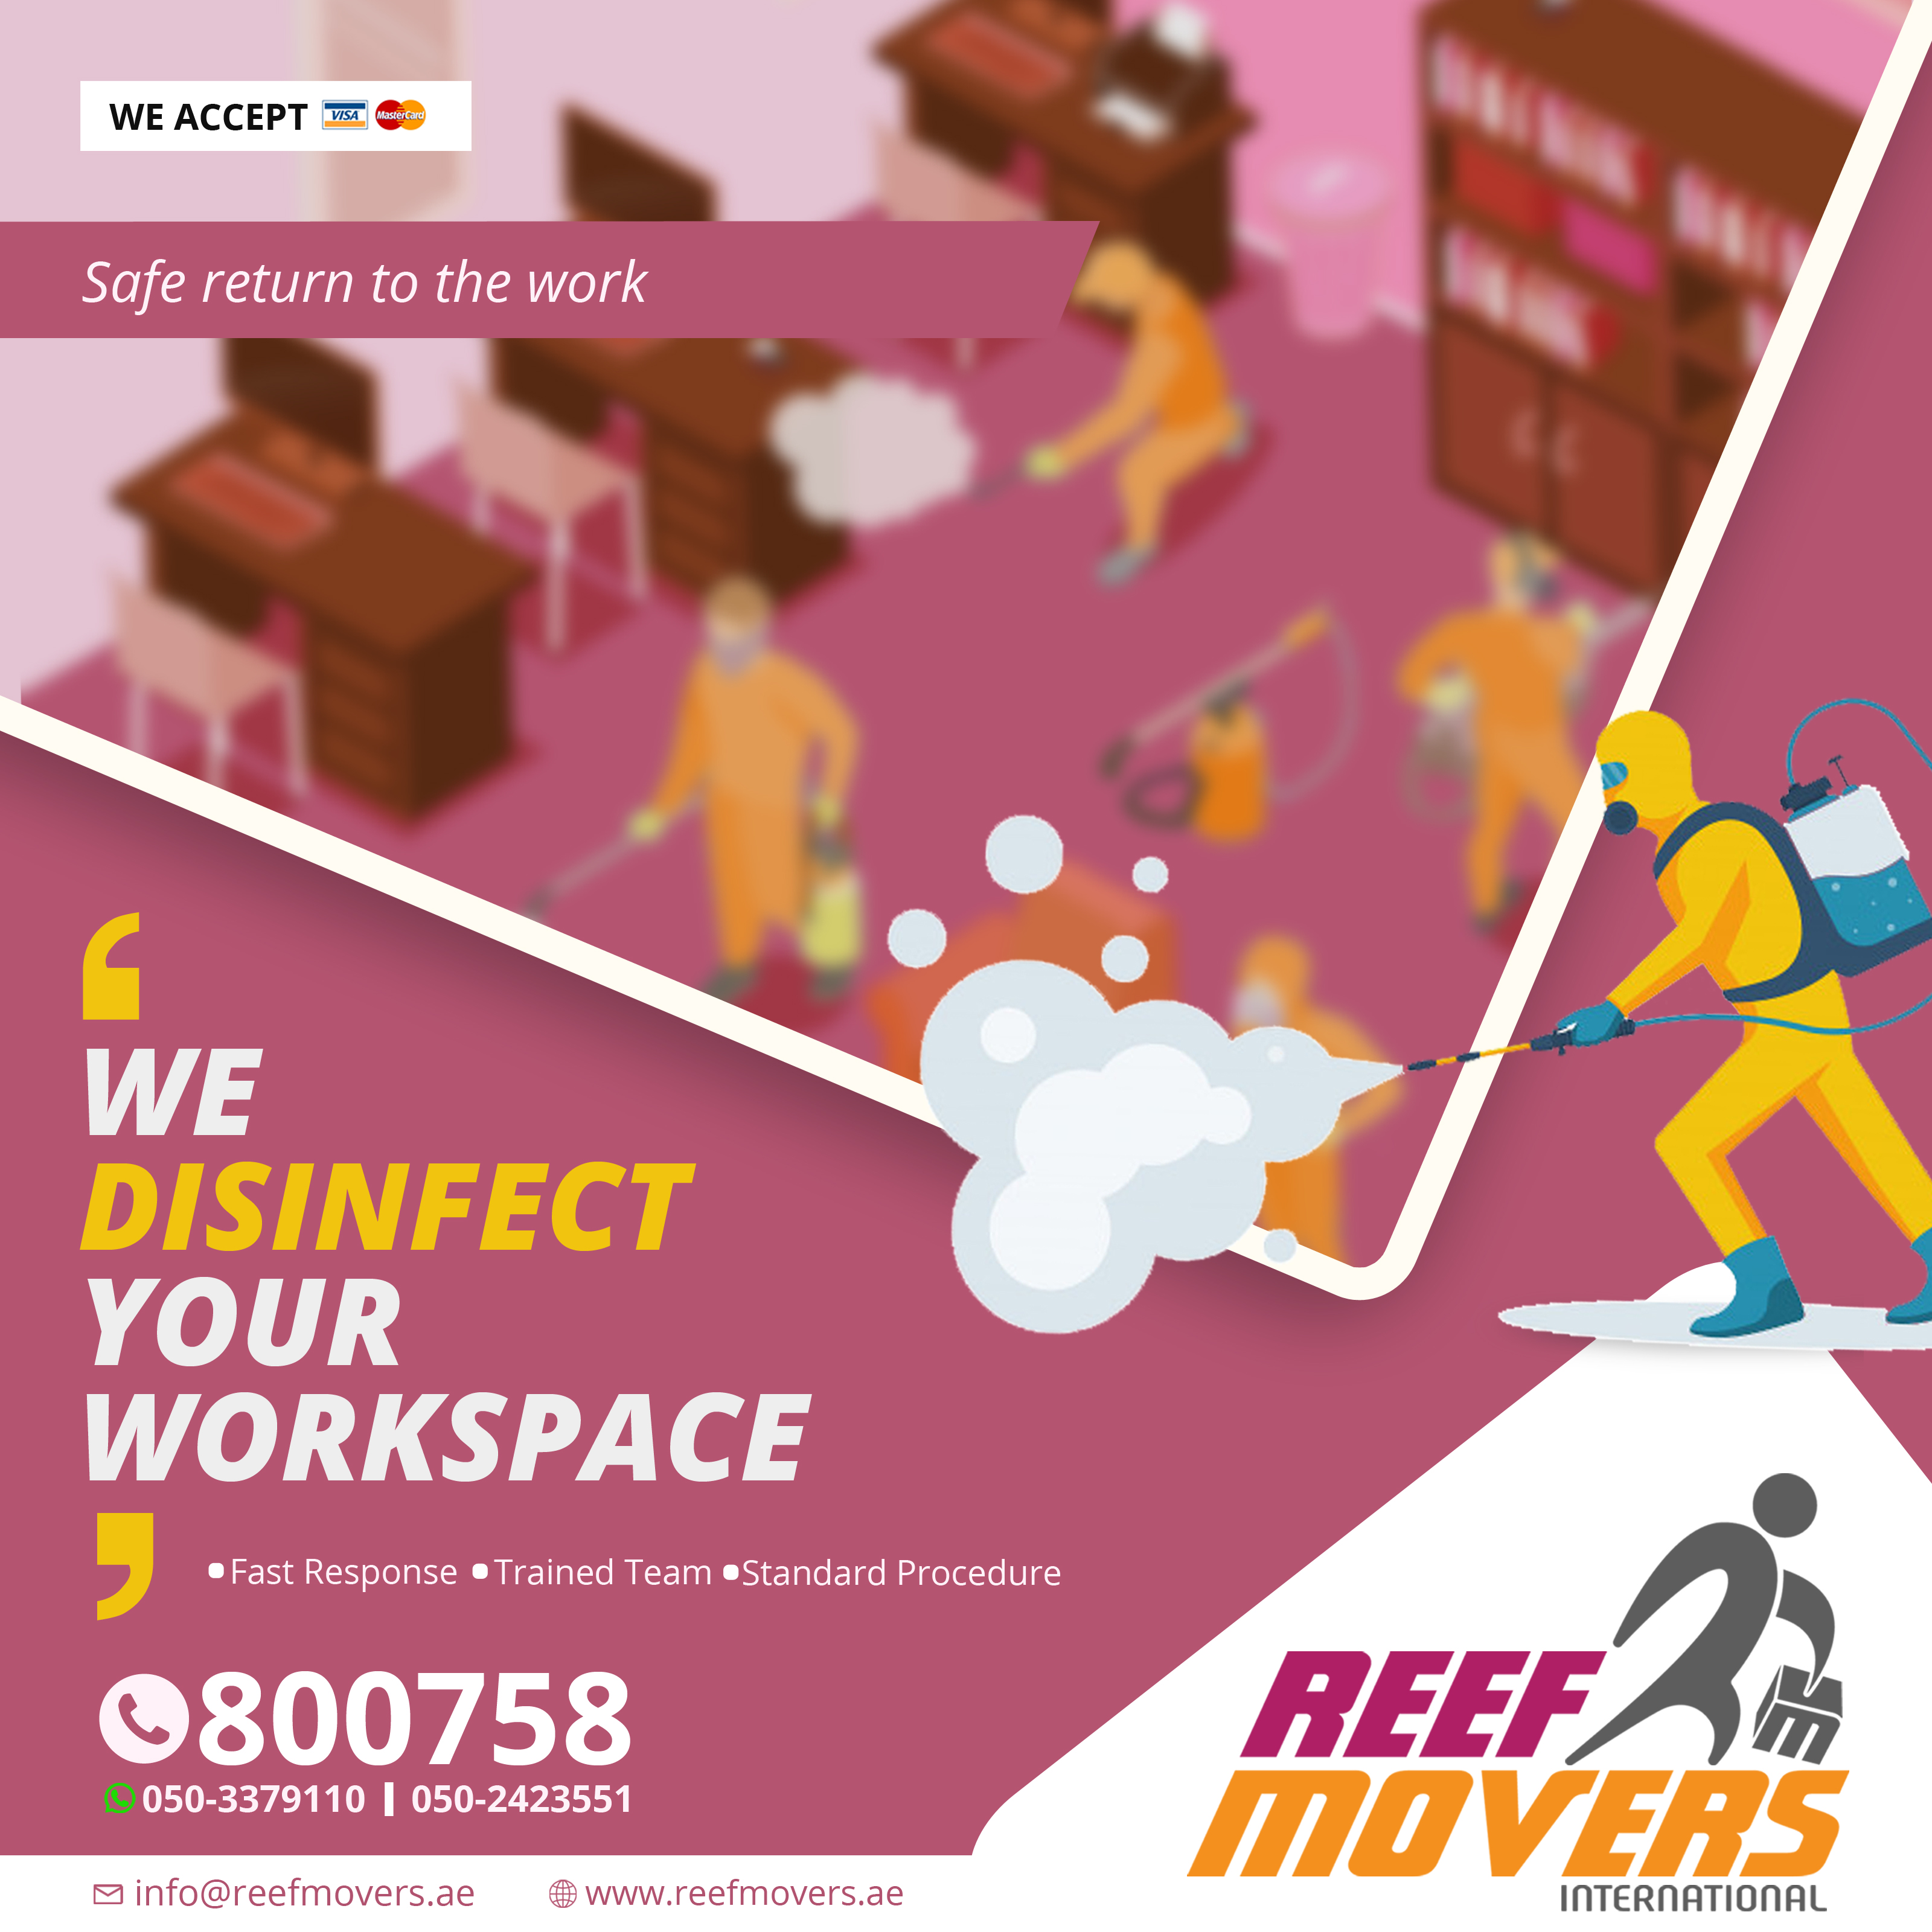 WE ACCEPT VISA MasterCard
Safe return to the work
WE
DISINFECT
YOUR
WORKSPACE
•Fast Response •Trained Team •Standard Procedure
800758
050-3379110 | 050-2423551
info@reefmovers.ae www.reefmovers.ae
REEF
m
MOVERS
INTERNATIONAL